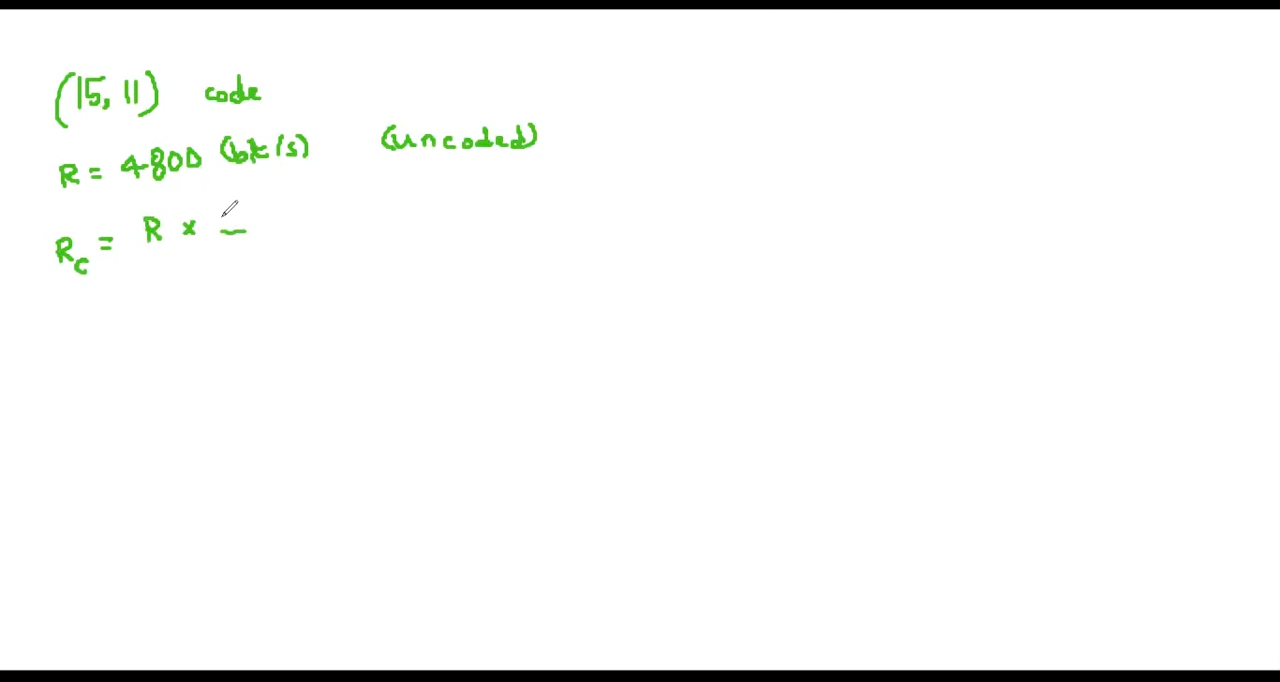 (15, 11) code
R = 4800 (bit/s) (uncoded)
Rc = R ×